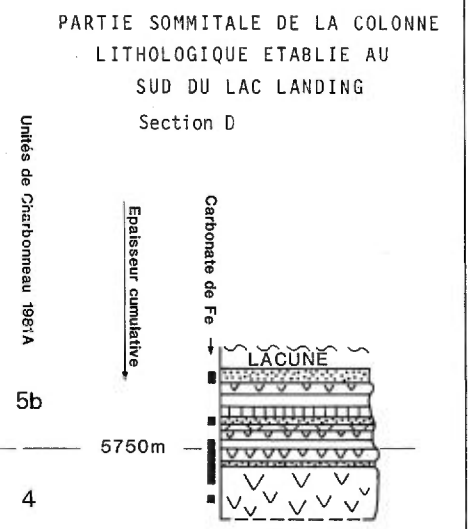 PARTIE SOMMITALE DE LA COLONNE
LITHOLOGIQUE ETABLIE AU
SUD DU LAC LANDING
Section D
Unités de Charbonneau 1981A
Epaisseur cumulative
Carbonate de Fe
LACUNE
5b
5750m
4